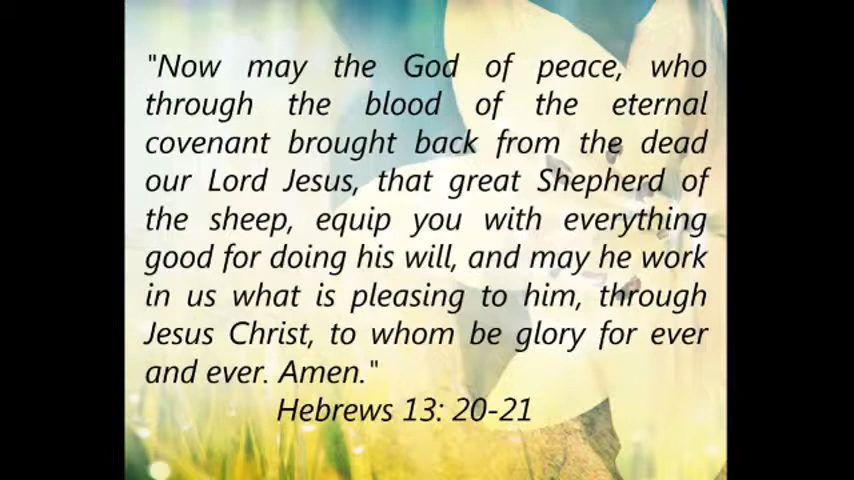 "Now may the God of peace, who
through the blood of the eternal
covenant brought back from the dead
our Lord Jesus, that great Shepherd of
the sheep, equip you with everything
good for doing his will, and may he work
in us what is pleasing to him, through
Jesus Christ, to whom be glory for ever
and ever. Amen."
Hebrews 13: 20-21